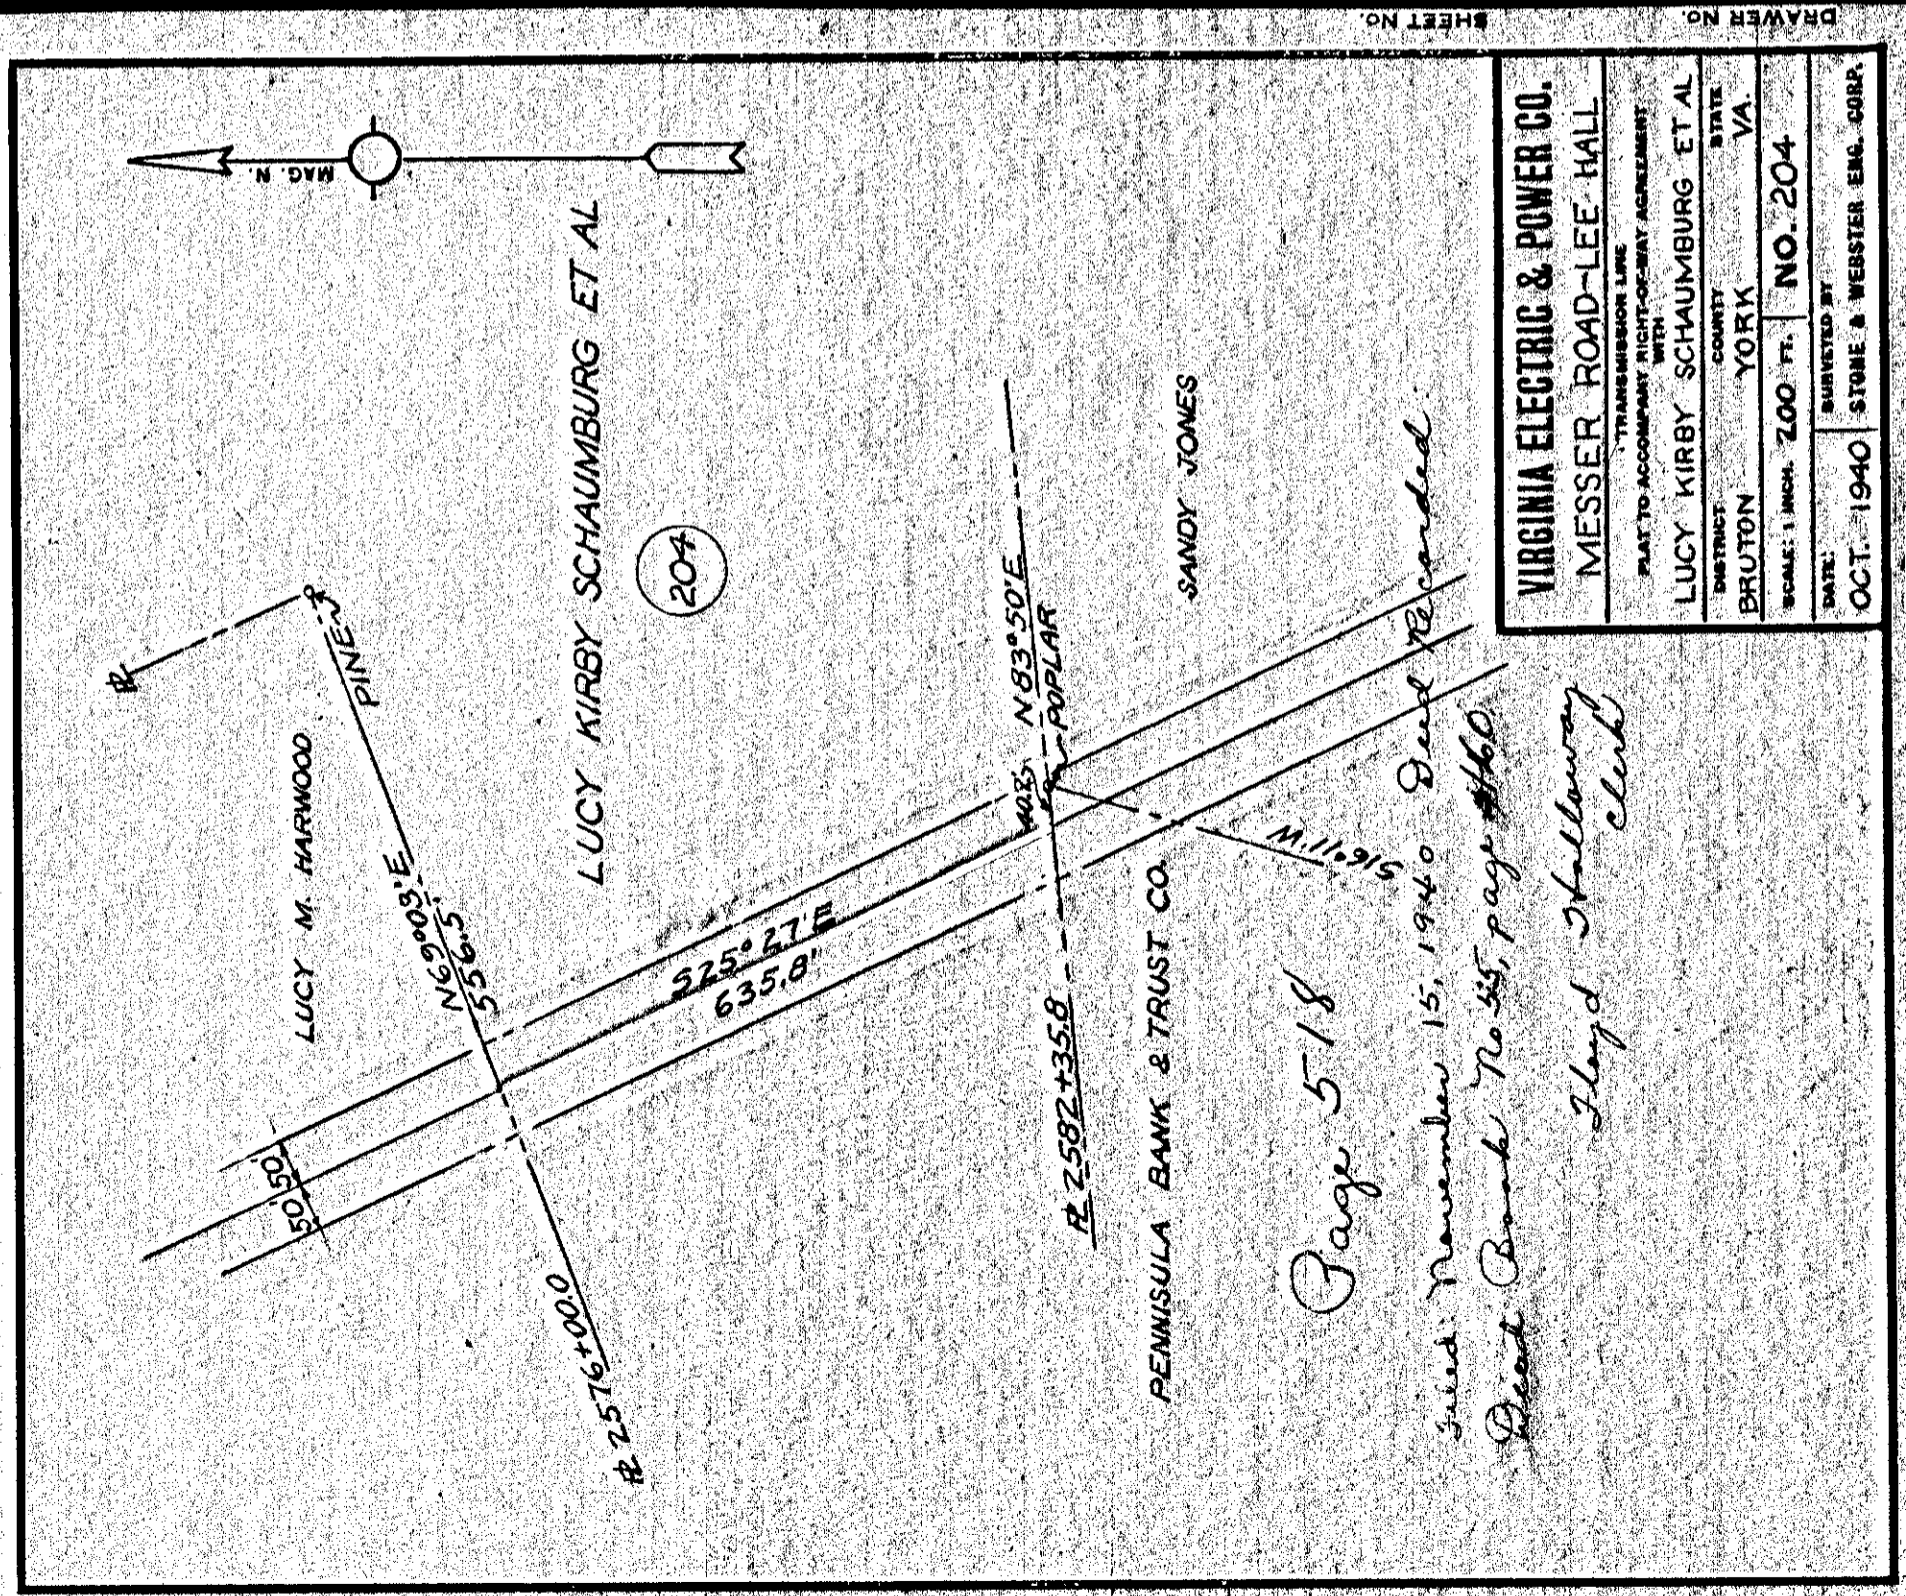 SHEET NO.
DRAWER NO.
MAG. N.
℄
PINE
LUCY M. HARWOOD
N69°03'E
556.5'
LUCY KIRBY SCHAUMBURG ET AL
204
50' 50'
S25°27'E
635.8'
℄ 2576+00.0
40.2'
N83°50'E
POPLAR
℄ 2582+35.8
SANDY JONES
PENNISULA BANK & TRUST CO.
S16°11'W
Page 518
Filed: November 15, 1940 Deed Recorded.
Deed Book No 55, page 460
Floyd Holloway
Clerk
VIRGINIA ELECTRIC & POWER CO.
MESSER ROAD-LEE HALL
TRANSMISSION LINE
PLAT TO ACCOMPANY RIGHT-OF-WAY AGREEMENT
WITH
LUCY KIRBY SCHAUMBURG ET AL
DISTRICT: COUNTY STATE
BRUTON YORK VA.
SCALE: 1 INCH. 200 FT. NO. 204
DATE: SURVEYED BY
OCT. 1940 STONE & WEBSTER ENG. CORP.